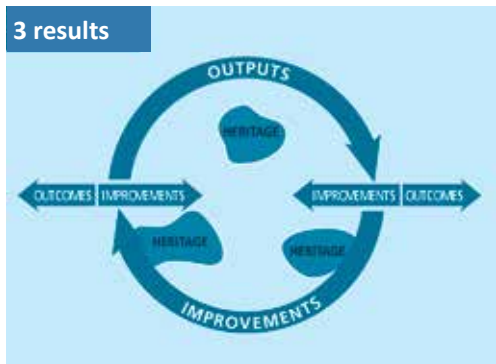 3 results
OUTPUTS
HERITAGE
OUTCOMES IMPROVEMENTS
IMPROVEMENTS OUTCOMES
HERITAGE
HERITAGE
IMPROVEMENTS